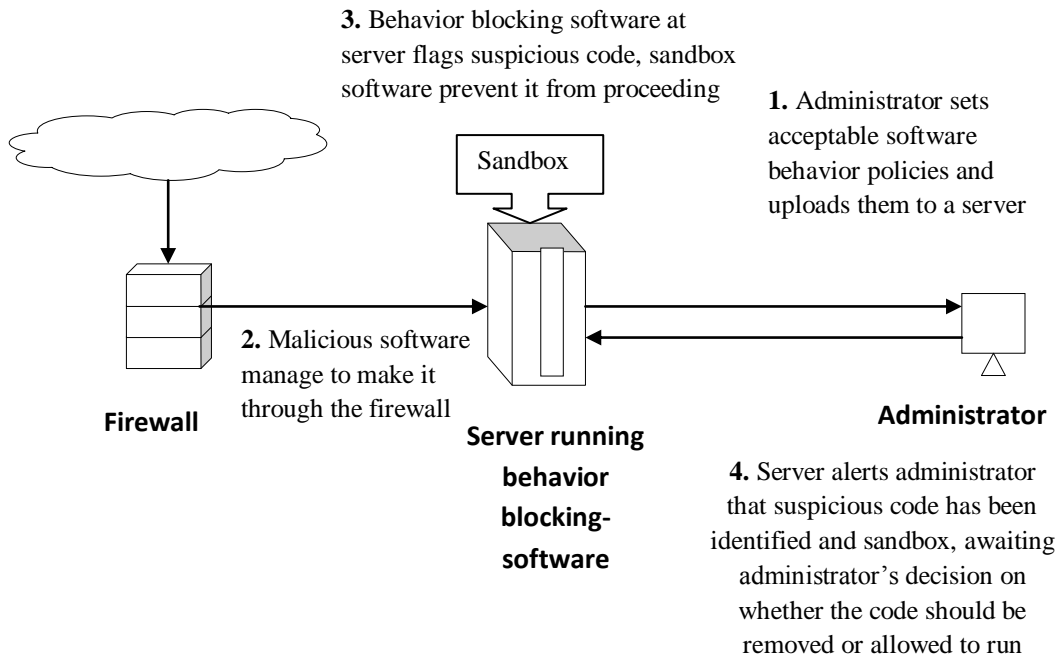 3. Behavior blocking software at
server flags suspicious code, sandbox
software prevent it from proceeding
1. Administrator sets
acceptable software
behavior policies and
uploads them to a server
Sandbox
2. Malicious software
manage to make it
through the firewall
Firewall
Server running
behavior
blocking-
software
Administrator
4. Server alerts administrator
that suspicious code has been
identified and sandbox, awaiting
administrator’s decision on
whether the code should be
removed or allowed to run